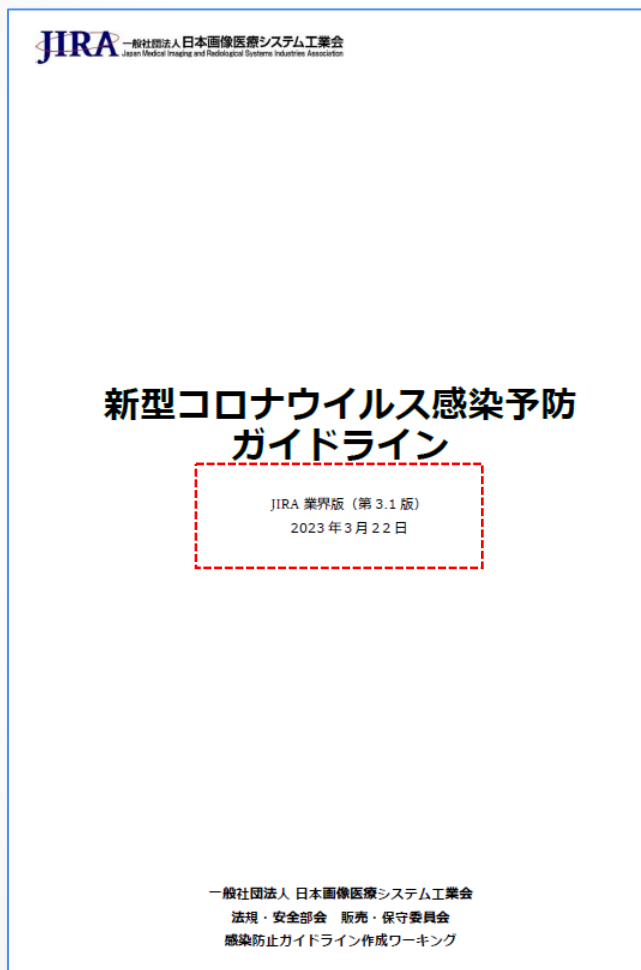 JIRA 一般社団法人日本画像医療システム工業会
Japan Medical Imaging and Radiological Systems Industries Association
新型コロナウイルス感染予防
ガイドライン
JIRA 業界版（第 3.1 版）
2023 年３月２２日
一般社団法人 日本画像医療システム工業会
法規・安全部会　販売・保守委員会
感染防止ガイドライン作成ワーキング